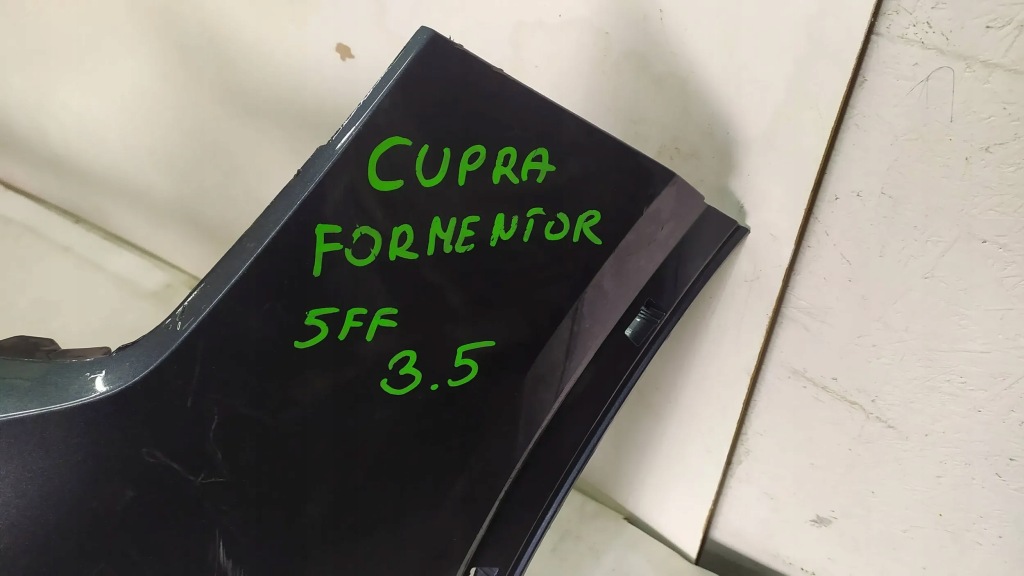 CUPRA
FORMENTOR
5FF
3.5